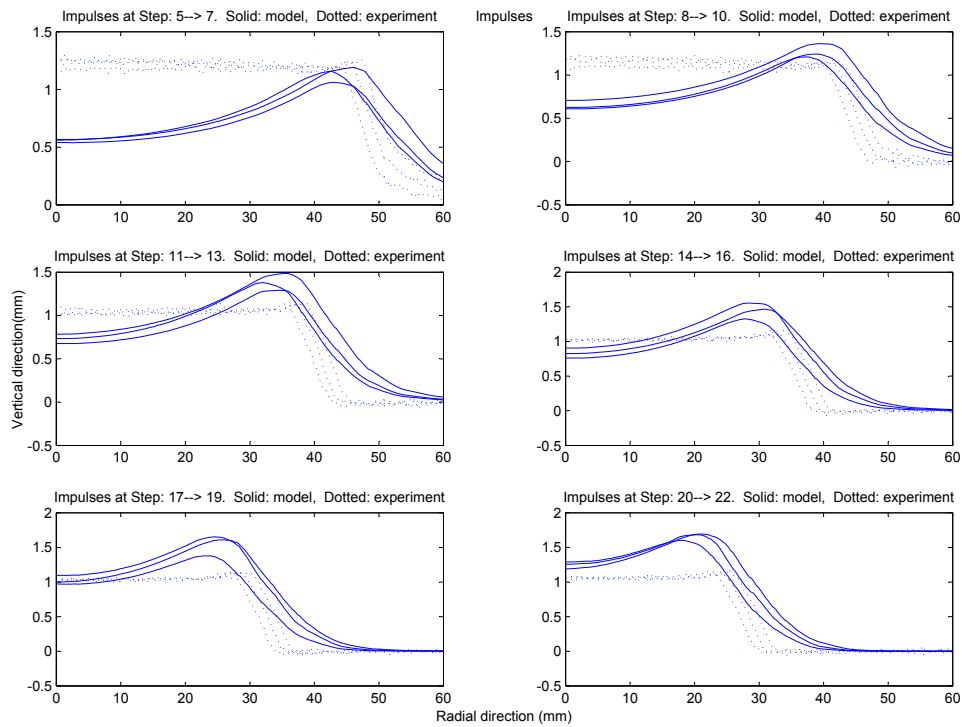 Impulses at Step: 5--> 7. Solid: model, Dotted: experiment
Impulses
Impulses at Step: 8--> 10. Solid: model, Dotted: experiment
1.5
1
0.5
0
0 10 20 30 40 50 60
1.5
1
0.5
0
-0.5
0 10 20 30 40 50 60
Impulses at Step: 11--> 13. Solid: model, Dotted: experiment
Impulses at Step: 14--> 16. Solid: model, Dotted: experiment
Vertical direction(mm)
1.5
1
0.5
0
-0.5
0 10 20 30 40 50 60
2
1.5
1
0.5
0
-0.5
0 10 20 30 40 50 60
Impulses at Step: 17--> 19. Solid: model, Dotted: experiment
Impulses at Step: 20--> 22. Solid: model, Dotted: experiment
2
1.5
1
0.5
0
-0.5
0 10 20 30 40 50 60
2
1.5
1
0.5
0
-0.5
0 10 20 30 40 50 60
Radial direction (mm)